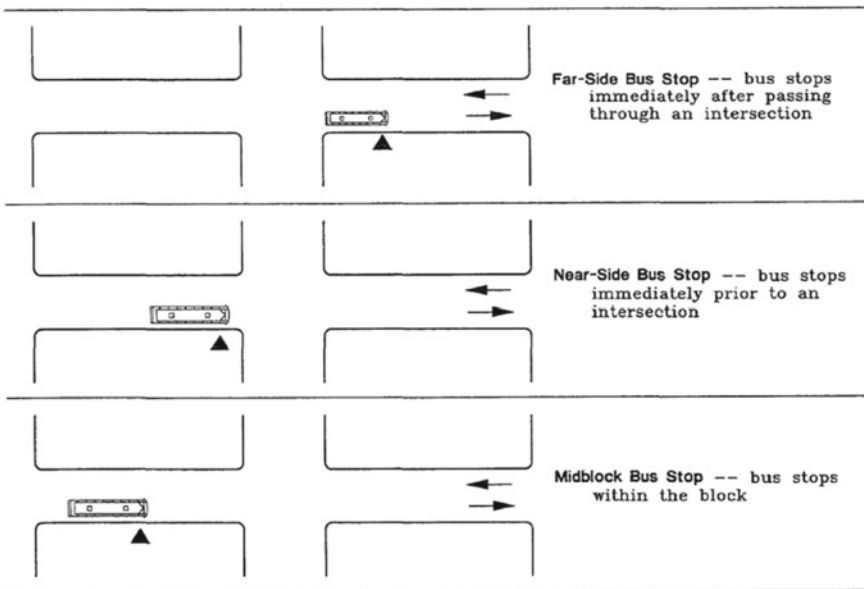 Far-Side Bus Stop -- bus stops
immediately after passing
through an intersection
Near-Side Bus Stop -- bus stops
immediately prior to an
intersection
Midblock Bus Stop -- bus stops
within the block